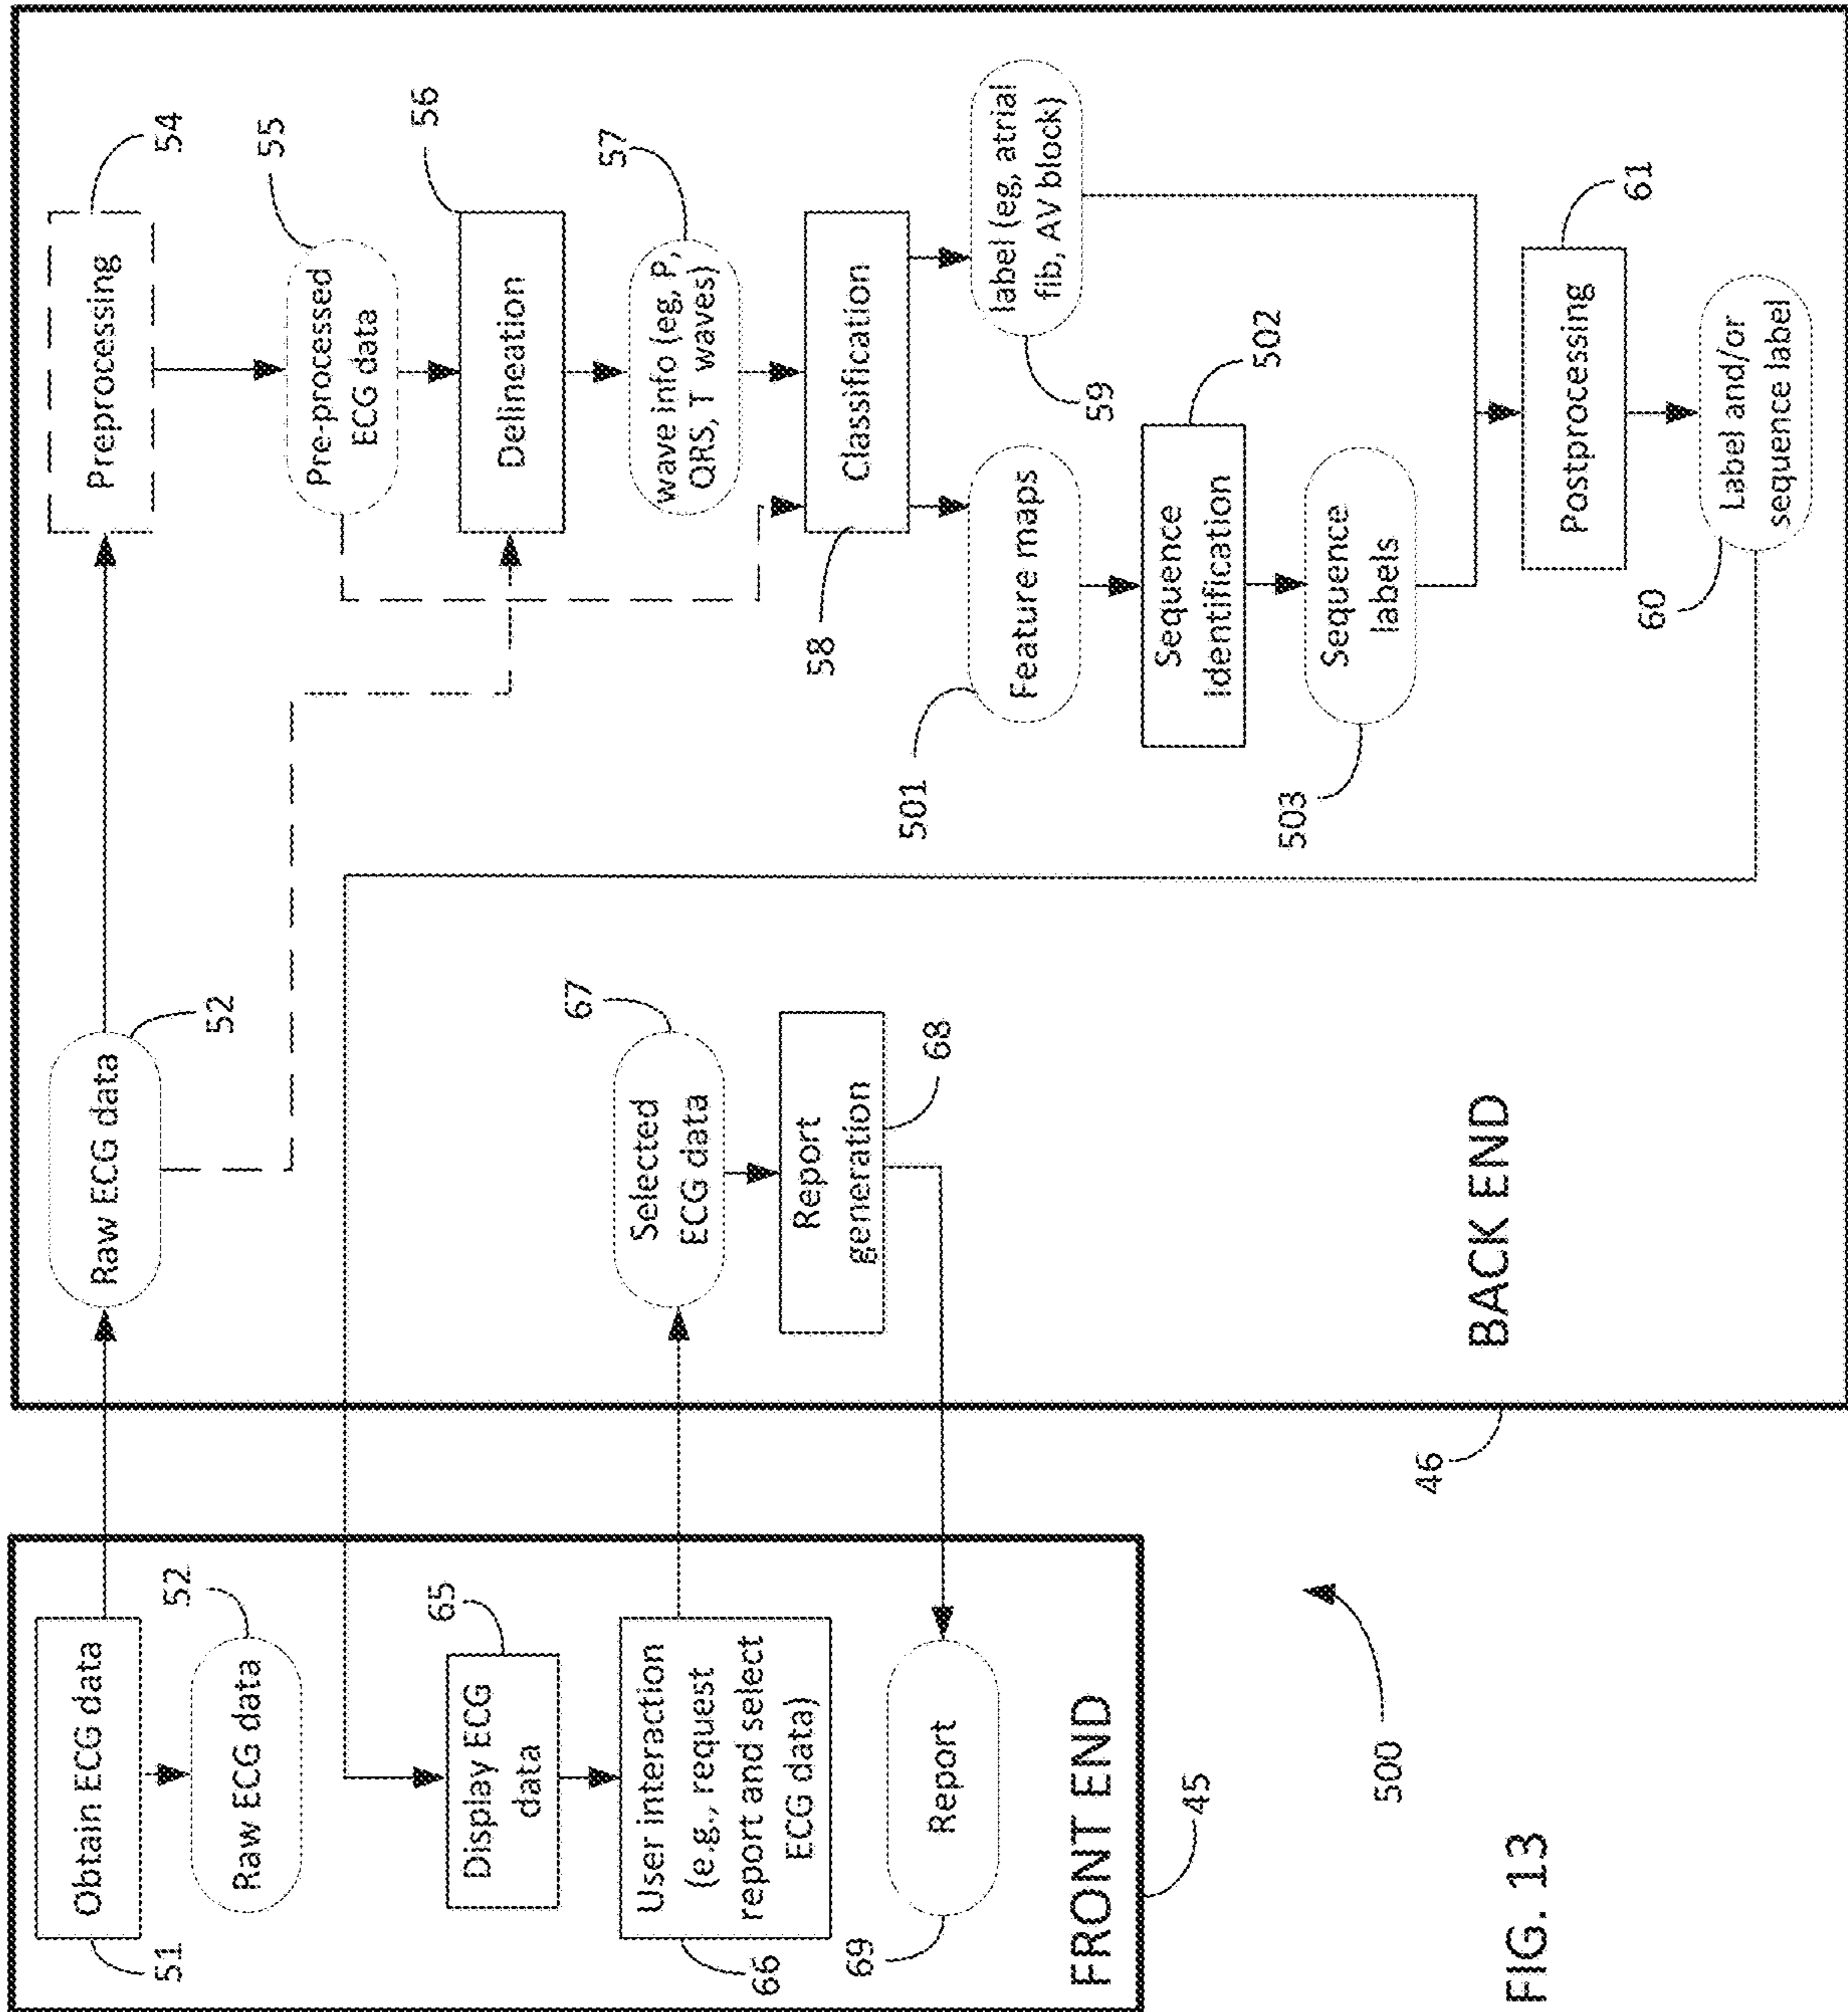 Obtain ECG data
51
Raw ECG data
52
Display ECG
data
65
User interaction
(e.g., request
report and select
ECG data)
66
Report
69
FRONT END
45
Raw ECG data
52
Preprocessing
54
Pre-processed
ECG data
55
Delineation
56
wave info (eg, P,
QRS, T waves)
57
Classification
58
Feature maps
501
label (eg, atrial
fib, AV block)
59
Sequence
Identification
502
Sequence
labels
503
Postprocessing
61
Label and/or
sequence label
60
Selected
ECG data
67
Report
generation
68
BACK END
46
500
FIG. 13